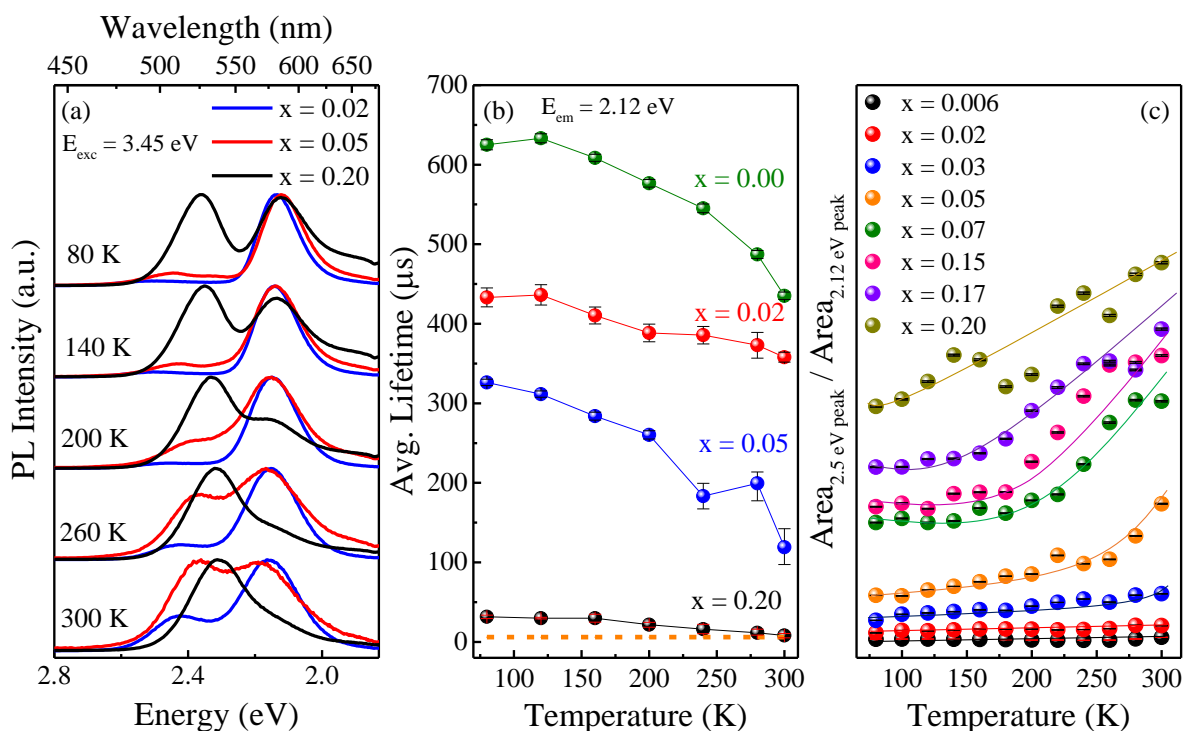 Wavelength (nm)
450 500 550 600 650
(a)
x = 0.02
x = 0.05
x = 0.20
E_exc = 3.45 eV
80 K
140 K
200 K
260 K
300 K
PL Intensity (a.u.)
2.8 2.4 2.0
Energy (eV)
(b)
E_em = 2.12 eV
x = 0.00
x = 0.02
x = 0.05
x = 0.20
Avg. Lifetime (μs)
700
600
500
400
300
200
100
0
100 150 200 250 300
Temperature (K)
(c)
x = 0.006
x = 0.02
x = 0.03
x = 0.05
x = 0.07
x = 0.15
x = 0.17
x = 0.20
Area_2.5 eV peak / Area_2.12 eV peak
100 150 200 250 300
Temperature (K)